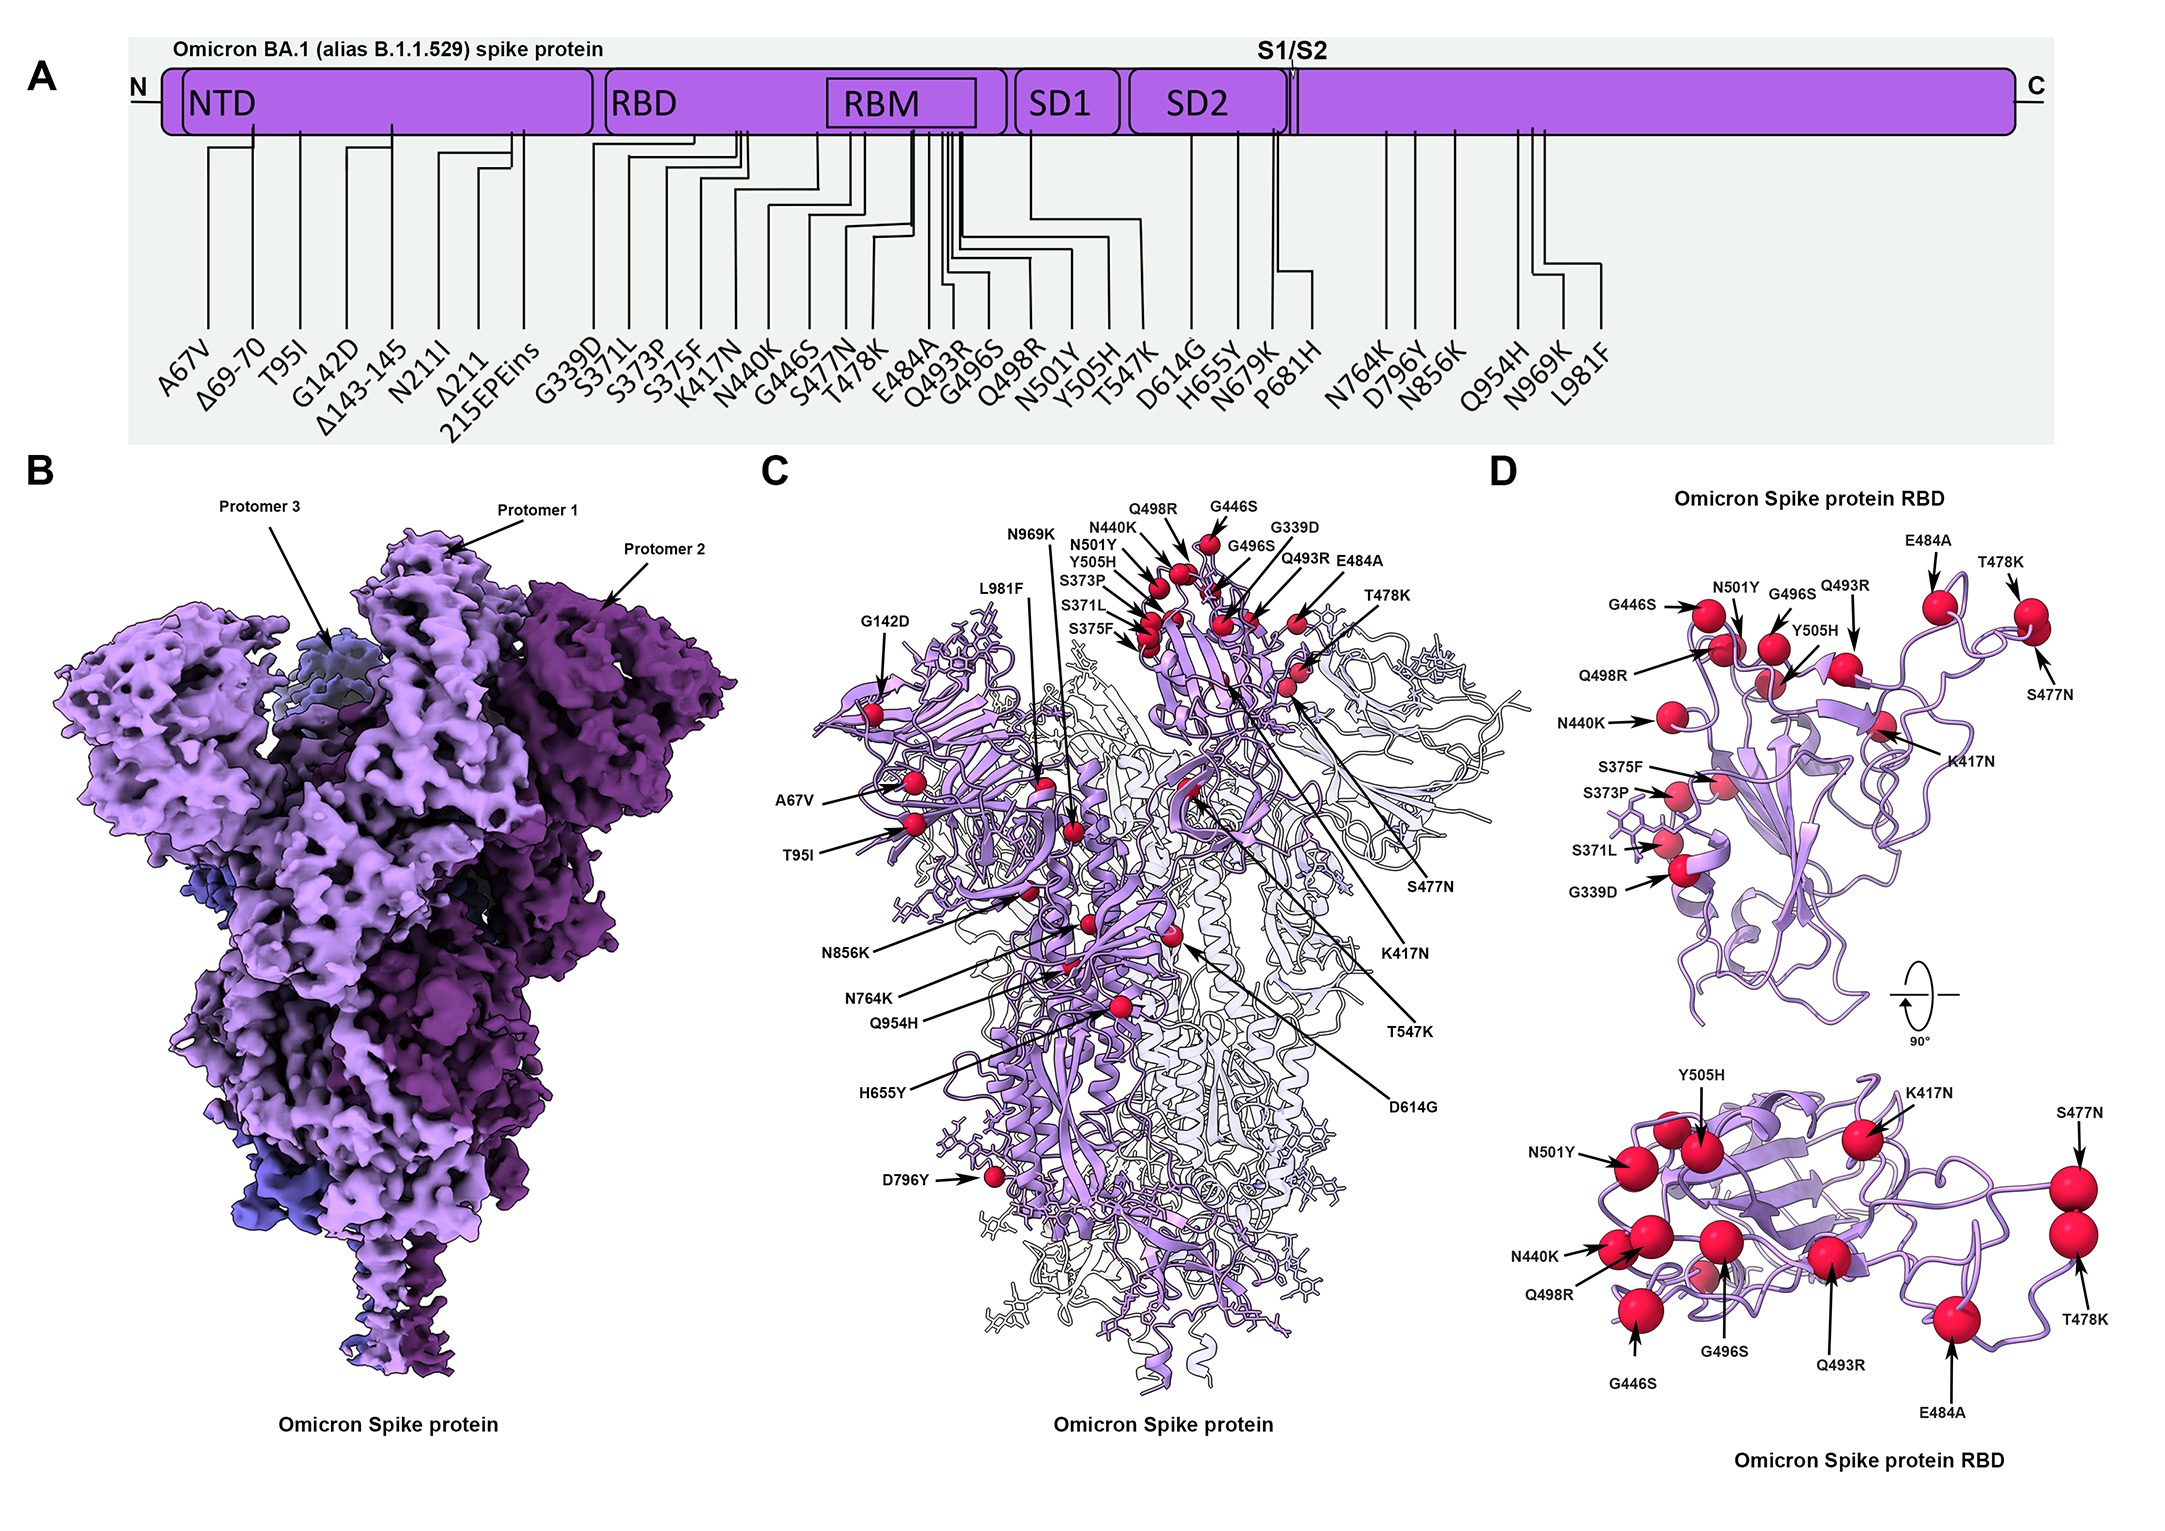 A
Omicron BA.1 (alias B.1.1.529) spike protein
S1/S2
N
NTD
RBD
RBM
SD1
SD2
C
A67V
Δ69-70
T95I
G142D
Δ143-145
N211I
Δ211
215EPEins
G339D
S371L
S373P
S375F
K417N
N440K
G446S
S477N
T478K
E484A
Q493R
G496S
Q498R
N501Y
Y505H
T547K
D614G
H655Y
N679K
P681H
N764K
D796Y
N856K
Q954H
N969K
L981F
B
Protomer 3
Protomer 1
Protomer 2
Omicron Spike protein
C
Q498R
G446S
N440K
G339D
N969K
N501Y
G496S
Y505H
Q493R
E484A
S373P
L981F
T478K
S371L
G142D
S375F
A67V
T95I
S477N
N856K
K417N
N764K
Q954H
T547K
H655Y
D614G
D796Y
Omicron Spike protein
D
Omicron Spike protein RBD
E484A
T478K
N501Y
Q493R
G496S
G446S
Y505H
Q498R
S477N
N440K
K417N
S375F
S373P
S371L
G339D
90°
Y505H
K417N
S477N
N501Y
N440K
Q498R
T478K
G496S
Q493R
G446S
E484A
Omicron Spike protein RBD